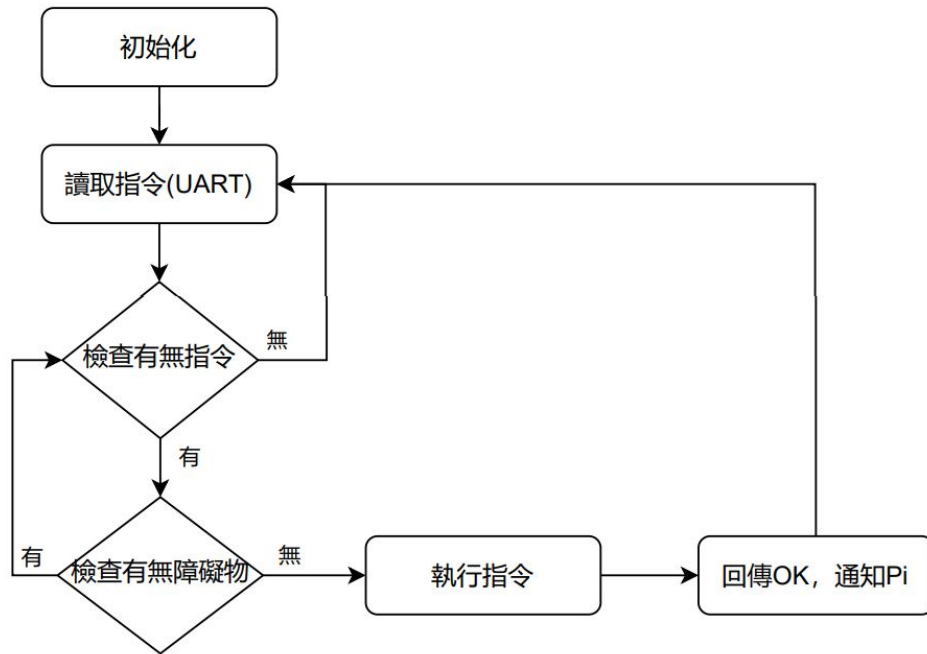 初始化
讀取指令(UART)
檢查有無指令
無
有
檢查有無障礙物
有
無
執行指令
回傳OK，通知Pi